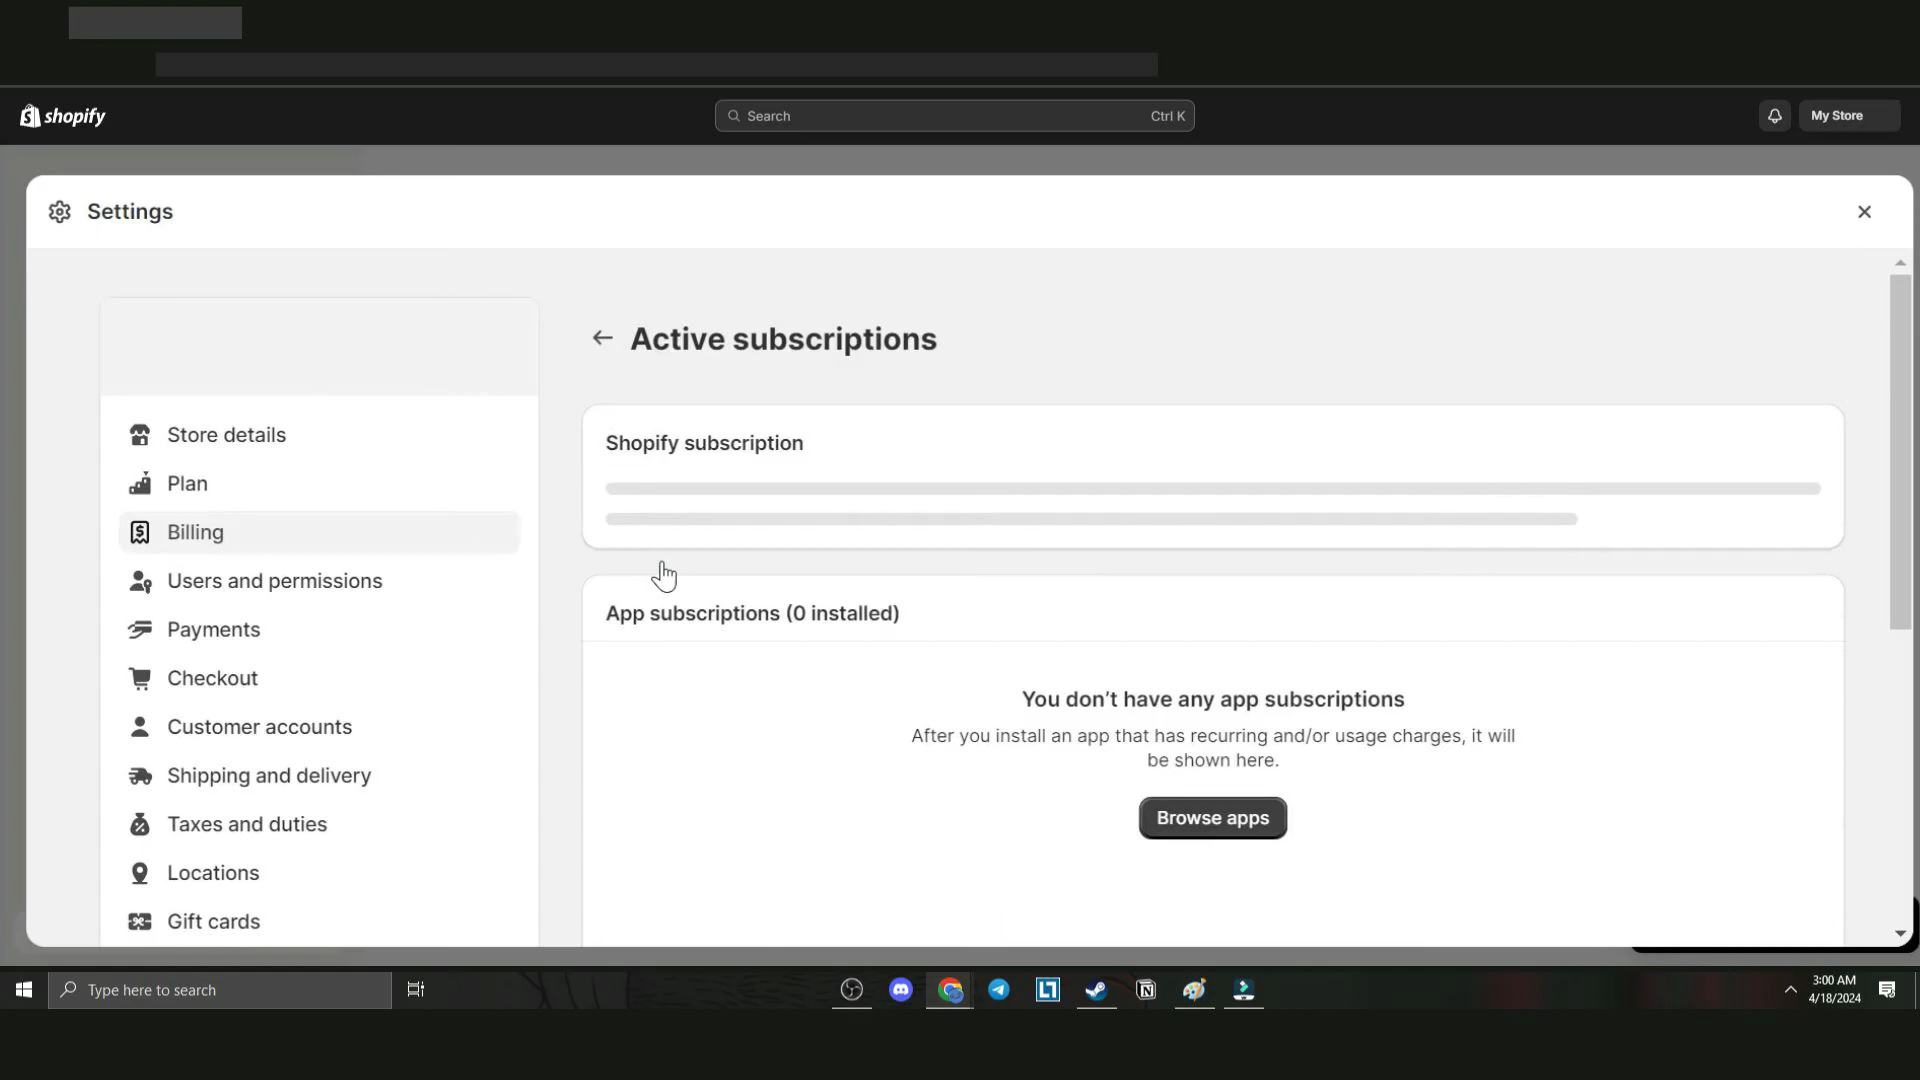 shopify
Search
Ctrl K
My Store
Settings
Active subscriptions
Store details
Plan
Billing
Users and permissions
Payments
Checkout
Customer accounts
Shipping and delivery
Taxes and duties
Locations
Gift cards
Shopify subscription
App subscriptions (0 installed)
You don’t have any app subscriptions
After you install an app that has recurring and/or usage charges, it will
be shown here.
Browse apps
Type here to search
3:00 AM
4/18/2024